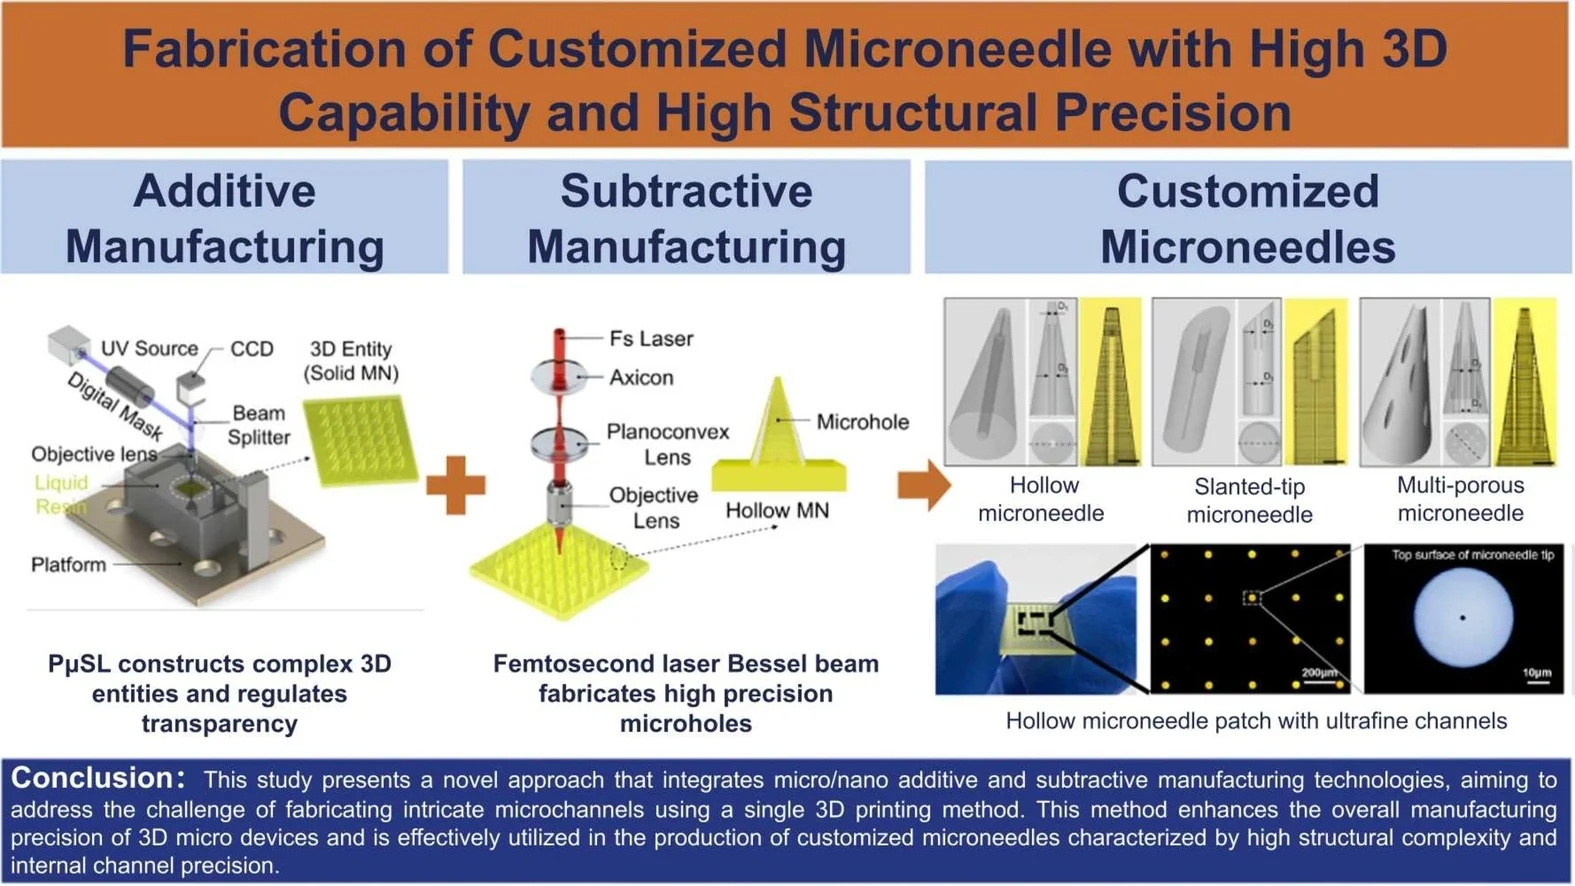 Fabrication of Customized Microneedle with High 3D
Capability and High Structural Precision
Additive
Manufacturing
Subtractive
Manufacturing
Customized
Microneedles
UV Source
CCD
3D Entity
(Solid MN)
Digital Mask
Beam
Splitter
Objective lens
Liquid
Resin
Platform
PµSL constructs complex 3D
entities and regulates
transparency
Fs Laser
Axicon
Planoconvex
Lens
Objective
Lens
Microhole
Hollow MN
Femtosecond laser Bessel beam
fabricates high precision
microholes
Hollow
microneedle
Slanted-tip
microneedle
Multi-porous
microneedle
200µm
Top surface of microneedle tip
10µm
Hollow microneedle patch with ultrafine channels
Conclusion： This study presents a novel approach that integrates micro/nano additive and subtractive manufacturing technologies, aiming to
address the challenge of fabricating intricate microchannels using a single 3D printing method. This method enhances the overall manufacturing
precision of 3D micro devices and is effectively utilized in the production of customized microneedles characterized by high structural complexity and
internal channel precision.